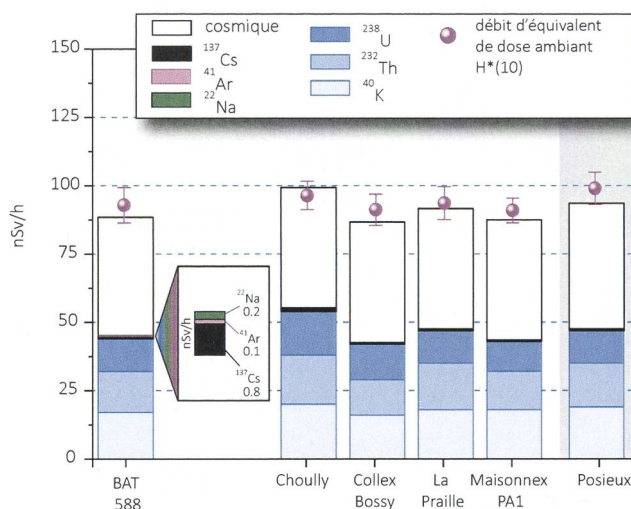 cosmique
137Cs
41Ar
22Na
238U
232Th
40K
débit d'équivalent
de dose ambiant
H*(10)
nSv/h
150
125
100
75
50
25
0
nSv/h
22Na
0.2
41Ar
0.1
137Cs
0.8
BAT
588
Choully
Collex
Bossy
La
Praille
Maisonnex
PA1
Posieux